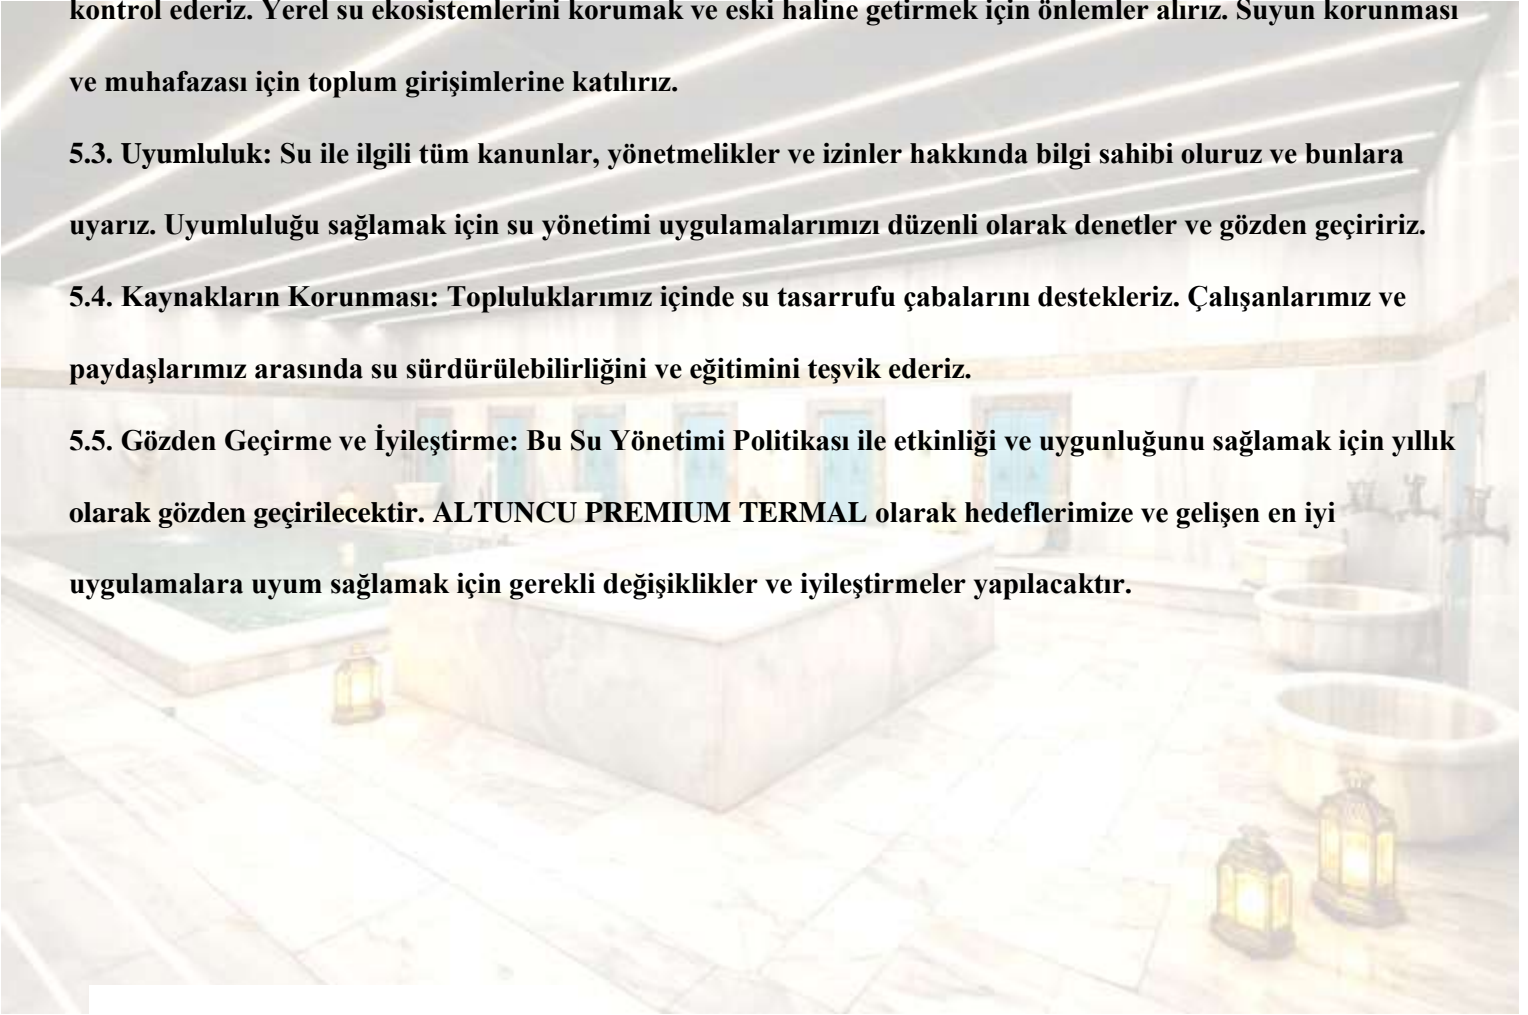 kontrol ederiz. Yerel su ekosistemlerini korumak ve eski haline getirmek için önlemler alırız. Suyun korunması
ve muhafazası için toplum girişimlerine katılırız.
5.3. Uyumluluk: Su ile ilgili tüm kanunlar, yönetmelikler ve izinler hakkında bilgi sahibi oluruz ve bunlara
uyarız. Uyumluluğu sağlamak için su yönetimi uygulamalarımızı düzenli olarak denetler ve gözden geçiririz.
5.4. Kaynakların Korunması: Topluluklarımız içinde su tasarrufu çabalarını destekleriz. Çalışanlarımız ve
paydaşlarımız arasında su sürdürülebilirliğini ve eğitimini teşvik ederiz.
5.5. Gözden Geçirme ve İyileştirme: Bu Su Yönetimi Politikası ile etkinliği ve uygunluğunu sağlamak için yıllık
olarak gözden geçirilecektir. ALTUNCU PREMIUM TERMAL olarak hedeflerimize ve gelişen en iyi
uygulamalara uyum sağlamak için gerekli değişiklikler ve iyileştirmeler yapılacaktır.